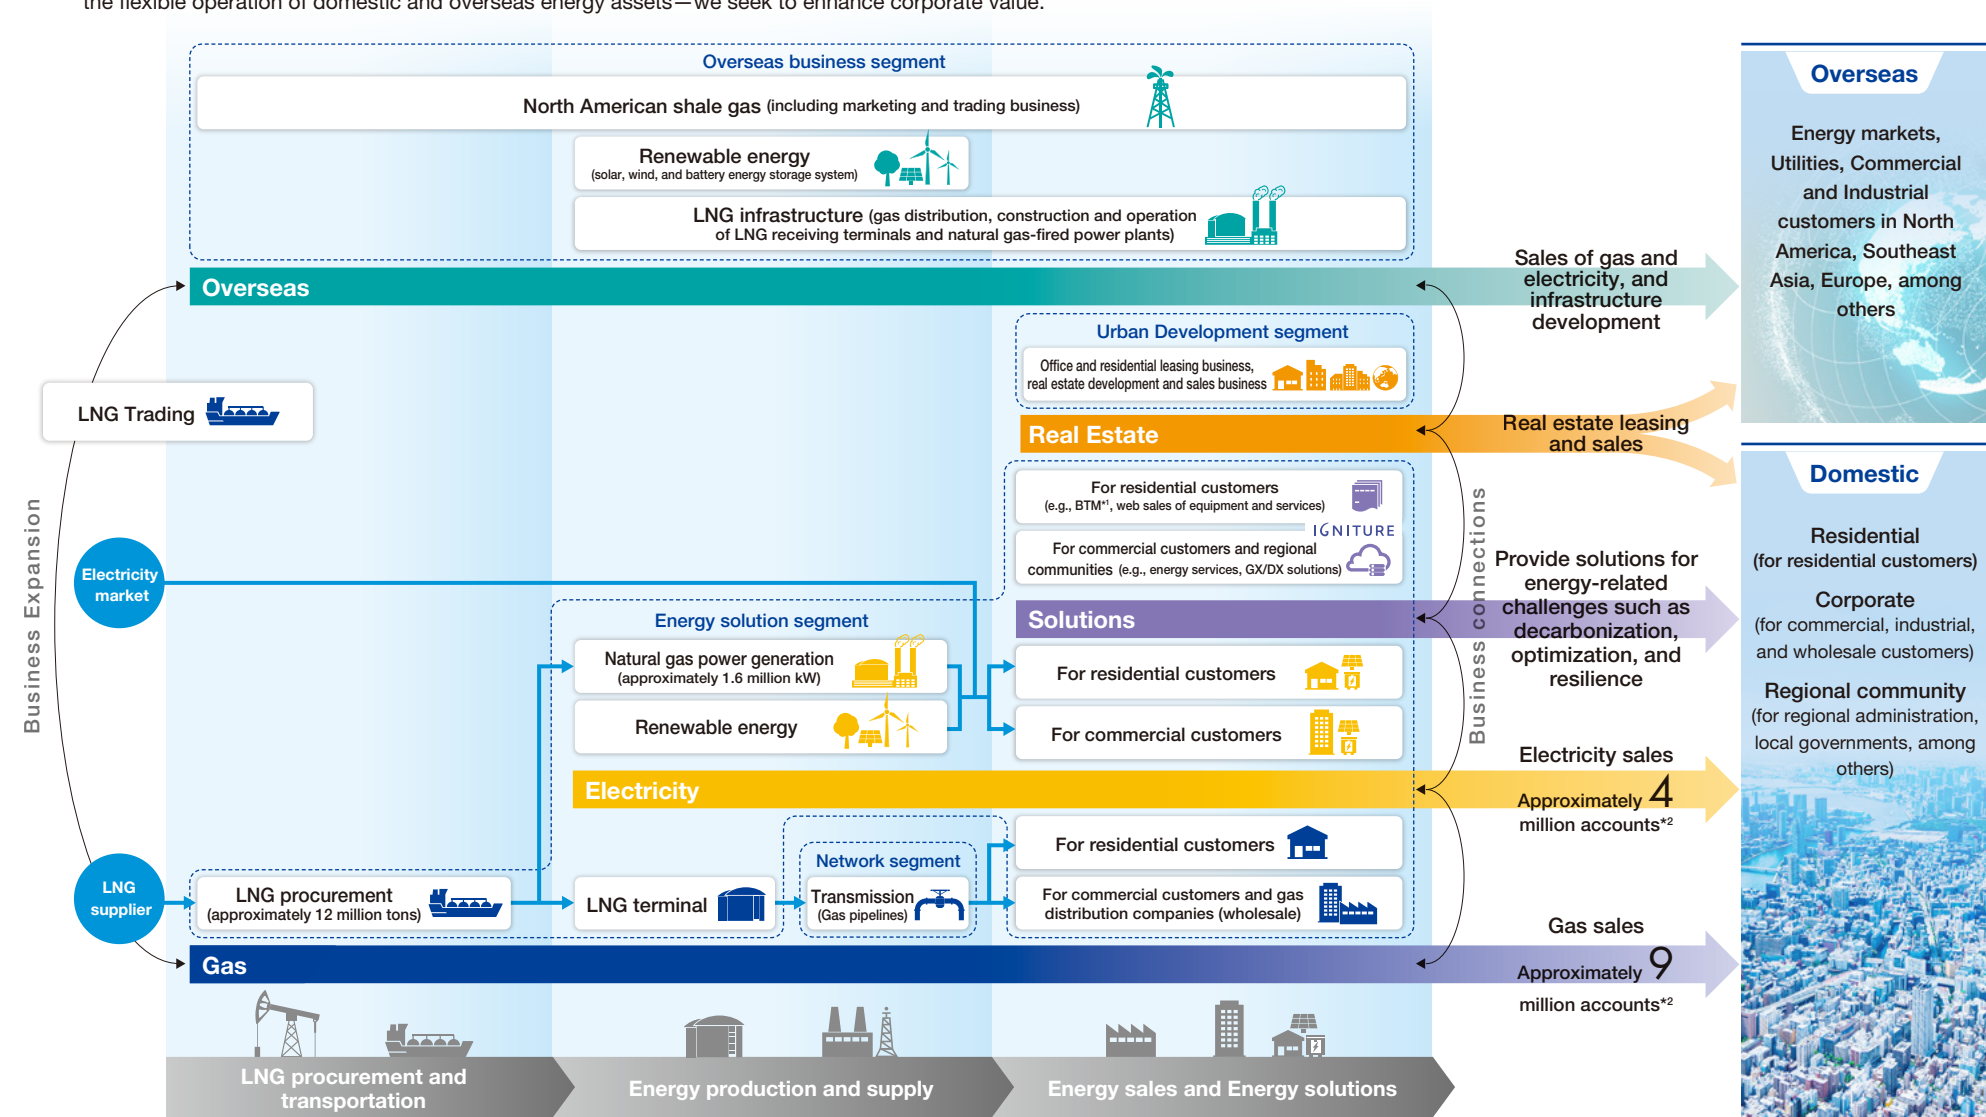 the flexible operation of domestic and overseas energy assets—we seek to enhance corporate value.
Overseas business segment
North American shale gas (including marketing and trading business)
Renewable energy
(solar, wind, and battery energy storage system)
LNG infrastructure (gas distribution, construction and operation
of LNG receiving terminals and natural gas-fired power plants)
Overseas
Sales of gas and
electricity, and
infrastructure
development
Overseas
Energy markets,
Utilities, Commercial
and Industrial
customers in North
America, Southeast
Asia, Europe, among
others
Urban Development segment
Office and residential leasing business,
real estate development and sales business
Real Estate
Real estate leasing
and sales
LNG Trading
Business Expansion
Electricity
market
LNG
supplier
For residential customers
(e.g., BTM*1, web sales of equipment and services)
IGNITURE
For commercial customers and regional
communities (e.g., energy services, GX/DX solutions)
Solutions
Business connections
Provide solutions for
energy-related
challenges such as
decarbonization,
optimization, and
resilience
Domestic
Residential
(for residential customers)
Corporate
(for commercial, industrial,
and wholesale customers)
Regional community
(for regional administration,
local governments, among
others)
Energy solution segment
Natural gas power generation
(approximately 1.6 million kW)
Renewable energy
For residential customers
For commercial customers
Electricity
Electricity sales
Approximately 4
million accounts*2
Network segment
LNG procurement
(approximately 12 million tons)
LNG terminal
Transmission
(Gas pipelines)
For residential customers
For commercial customers and gas
distribution companies (wholesale)
Gas
Gas sales
Approximately 9
million accounts*2
LNG procurement and
transportation
Energy production and supply
Energy sales and Energy solutions